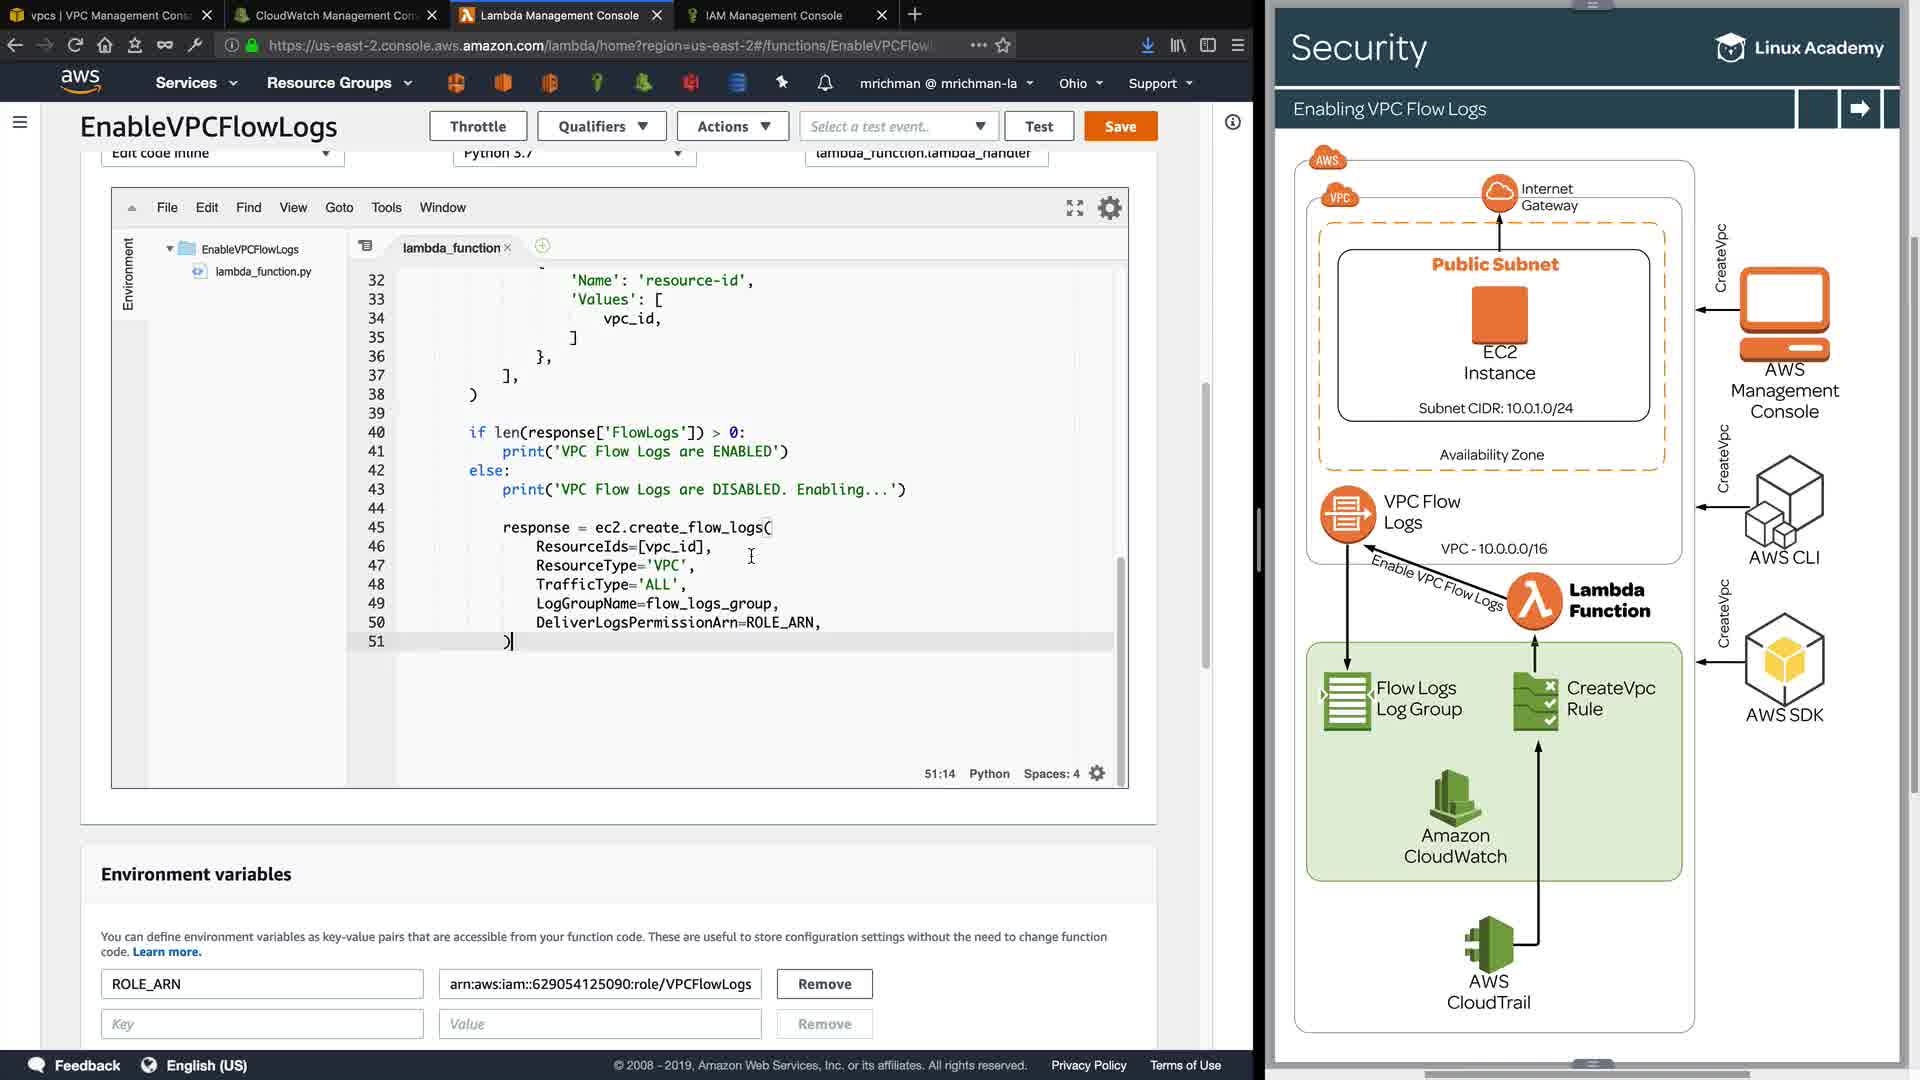 vpcs | VPC Management Cons
CloudWatch Management Con
Lambda Management Console
IAM Management Console
https://us-east-2.console.aws.amazon.com/lambda/home?region=us-east-2#/functions/EnableVPCFlowL
aws
Services
Resource Groups
mrichman @ mrichman-la
Ohio
Support
EnableVPCFlowLogs
Throttle
Qualifiers
Actions
Select a test event..
Test
Save
Edit code inline
Python 3.7
lambda_function.lambda_handler
File Edit Find View Goto Tools Window
Environment
EnableVPCFlowLogs
lambda_function.py
lambda_function
32 'Name': 'resource-id',
33 'Values': [
34 vpc_id,
35 ]
36 },
37 ],
38 )
39
40 if len(response['FlowLogs']) > 0:
41 print('VPC Flow Logs are ENABLED')
42 else:
43 print('VPC Flow Logs are DISABLED. Enabling...')
44
45 response = ec2.create_flow_logs(
46 ResourceIds=[vpc_id],
47 ResourceType='VPC',
48 TrafficType='ALL',
49 LogGroupName=flow_logs_group,
50 DeliverLogsPermissionArn=ROLE_ARN,
51 )
51:14 Python Spaces: 4
Environment variables
You can define environment variables as key-value pairs that are accessible from your function code. These are useful to store configuration settings without the need to change function
code. Learn more.
ROLE_ARN
arn:aws:iam::629054125090:role/VPCFlowLogs
Remove
Key
Value
Remove
Feedback
English (US)
© 2008 - 2019, Amazon Web Services, Inc. or its affiliates. All rights reserved.
Privacy Policy
Terms of Use
Security
Linux Academy
Enabling VPC Flow Logs
AWS
VPC
Internet
Gateway
Public Subnet
EC2
Instance
Subnet CIDR: 10.0.1.0/24
Availability Zone
VPC Flow
Logs
VPC - 10.0.0.0/16
Enable VPC Flow Logs
Lambda
Function
Flow Logs
Log Group
CreateVpc
Rule
Amazon
CloudWatch
AWS
CloudTrail
CreateVpc
AWS
Management
Console
CreateVpc
AWS CLI
CreateVpc
AWS SDK